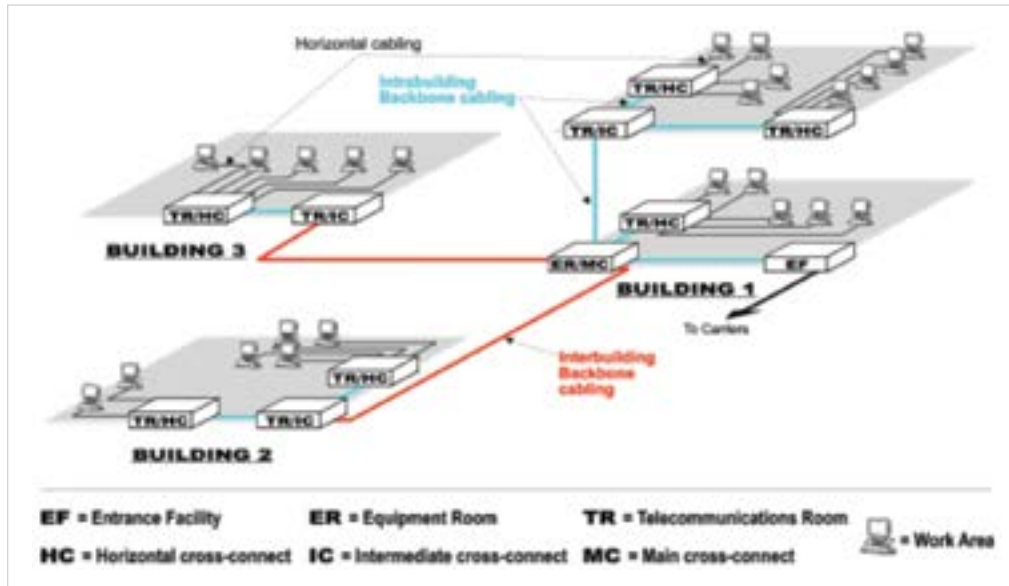 Horizontal cabling
Intrabuilding
Backbone cabling
TR/HC
TR/IC
TR/HC
TR/HC
TR/IC
BUILDING 3
TR/HC
ER/MC
EF
BUILDING 1
To Carriers
Interbuilding
Backbone
cabling
TR/HC
TR/HC
TR/IC
BUILDING 2
EF = Entrance Facility
ER = Equipment Room
TR = Telecommunications Room
HC = Horizontal cross-connect
IC = Intermediate cross-connect
MC = Main cross-connect
= Work Area